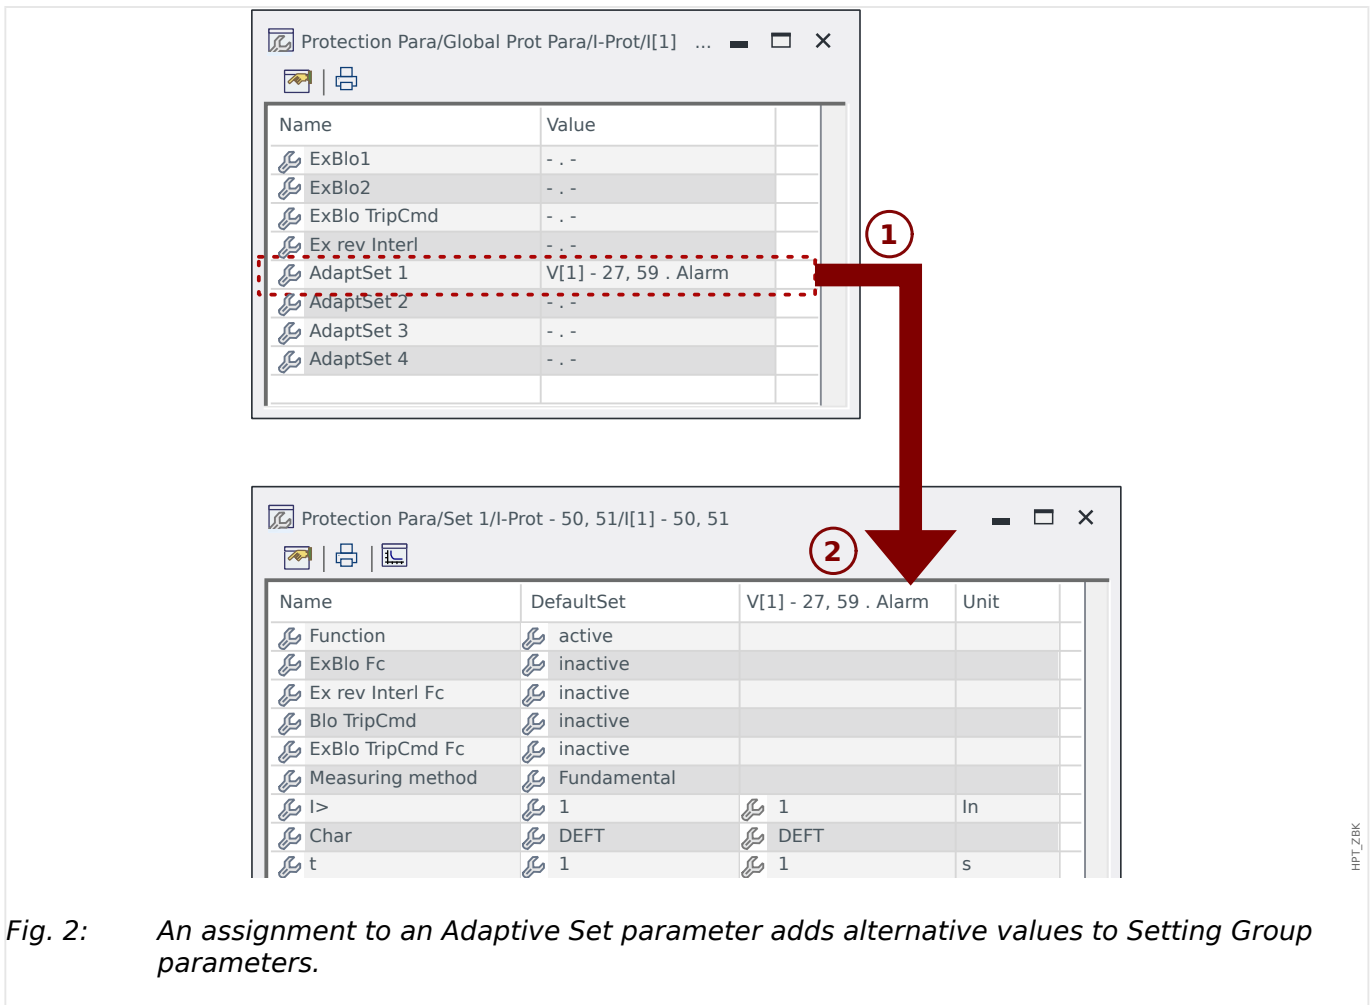 Protection Para/Global Prot Para/I-Prot/I[1] ...
Name Value
ExBlo1 - . -
ExBlo2 - . -
ExBlo TripCmd - . -
Ex rev Interl - . -
AdaptSet 1 V[1] - 27, 59 . Alarm
AdaptSet 2 - . -
AdaptSet 3 - . -
AdaptSet 4 - . -
1
Protection Para/Set 1/I-Prot - 50, 51/I[1] - 50, 51
2
Name DefaultSet V[1] - 27, 59 . Alarm Unit
Function active
ExBlo Fc inactive
Ex rev Interl Fc inactive
Blo TripCmd inactive
ExBlo TripCmd Fc inactive
Measuring method Fundamental
I> 1 1 In
Char DEFT DEFT
t 1 1 s
HPT_ZBK
Fig. 2: An assignment to an Adaptive Set parameter adds alternative values to Setting Group
parameters.